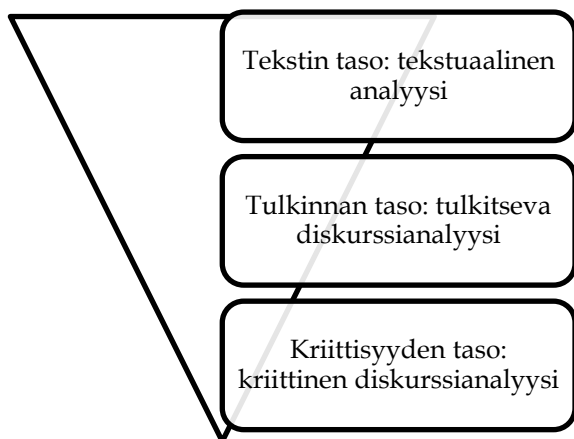 Tekstin taso: tekstuaalinen
analyysi
Tulkinnan taso: tulkitseva
diskurssianalyysi
Kriittisyyden taso:
kriittinen diskurssianalyysi